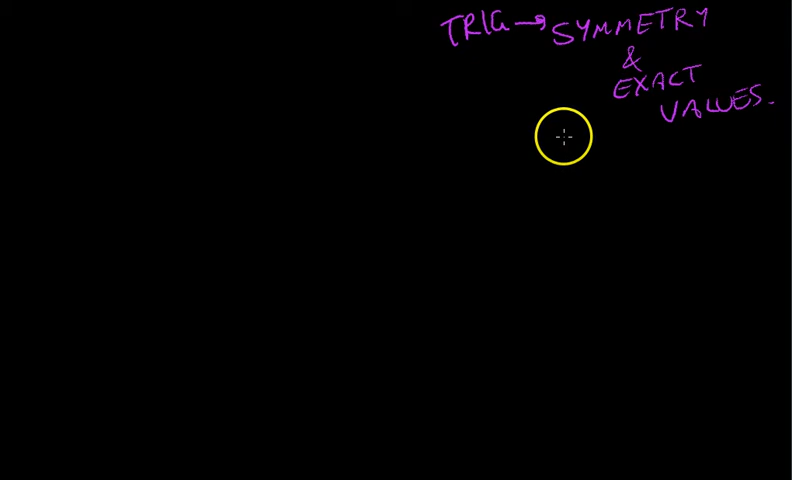 TRIG → SYMMETRY
&
EXACT
VALUES.